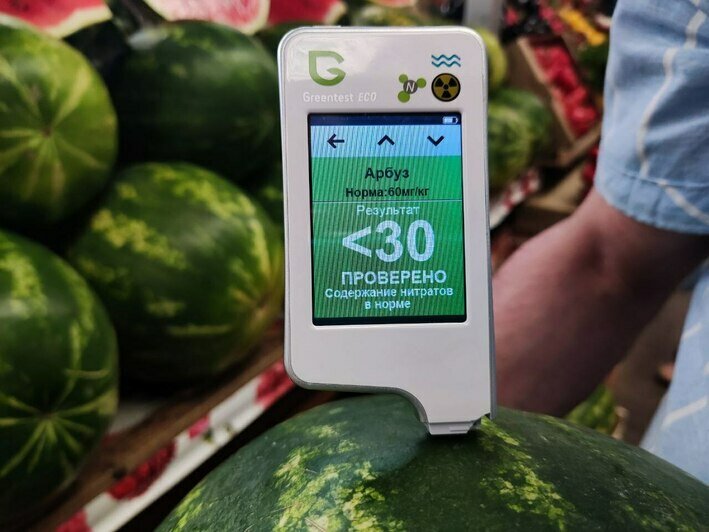 Greentest ECO
N
Арбуз
Норма:60мг/кг
Результат
<30
ПРОВЕРЕНО
Содержание нитратов
в норме